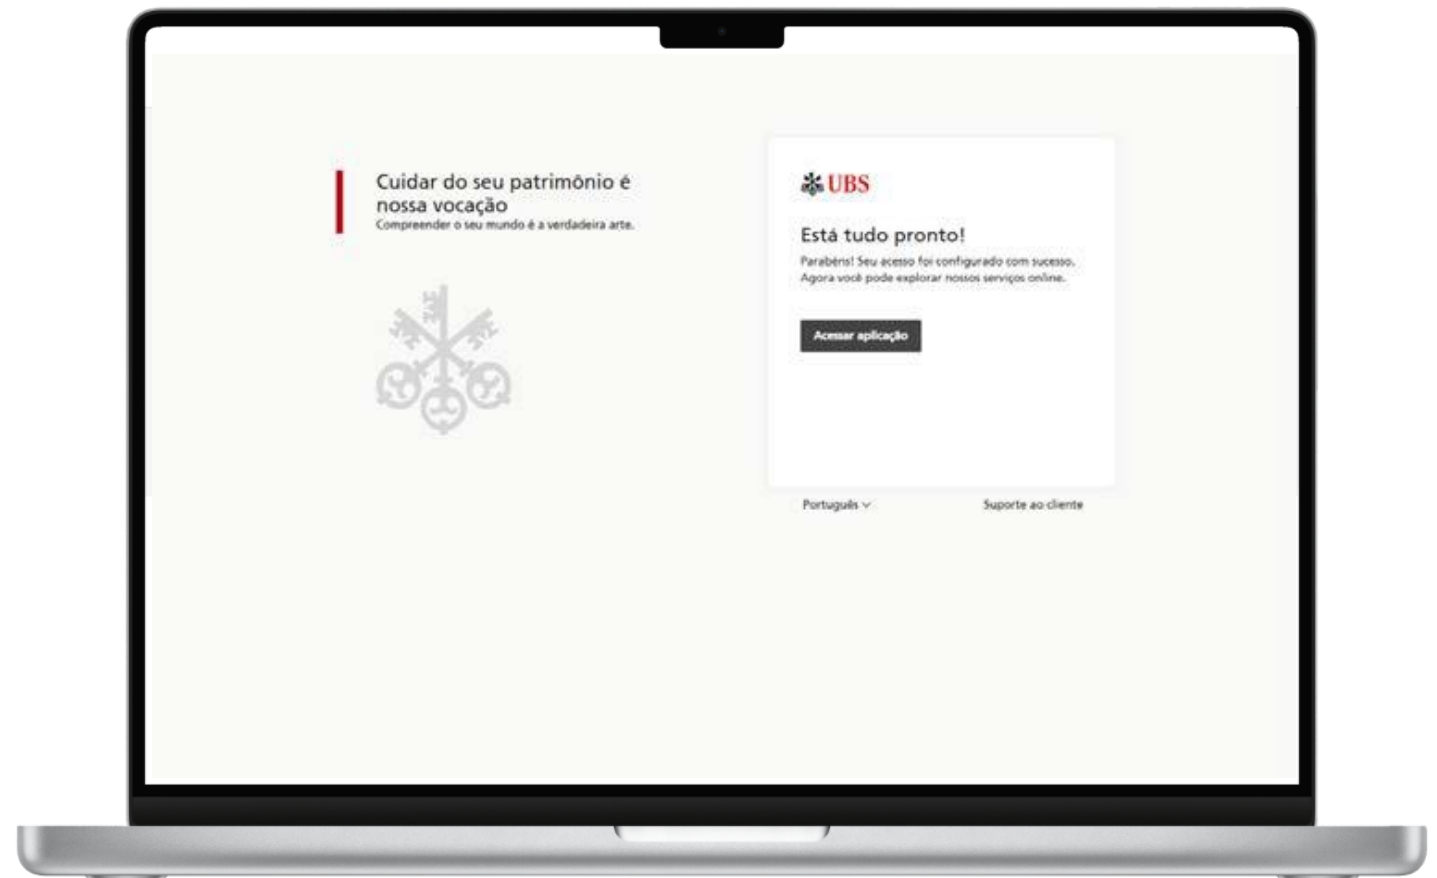 Cuidar do seu patrimônio é
nossa vocação
Compreender o seu mundo é a verdadeira arte.
UBS
Está tudo pronto!
Parabéns! Seu acesso foi configurado com sucesso.
Agora você pode explorar nossos serviços online.
Acessar aplicação
Português
Suporte ao cliente